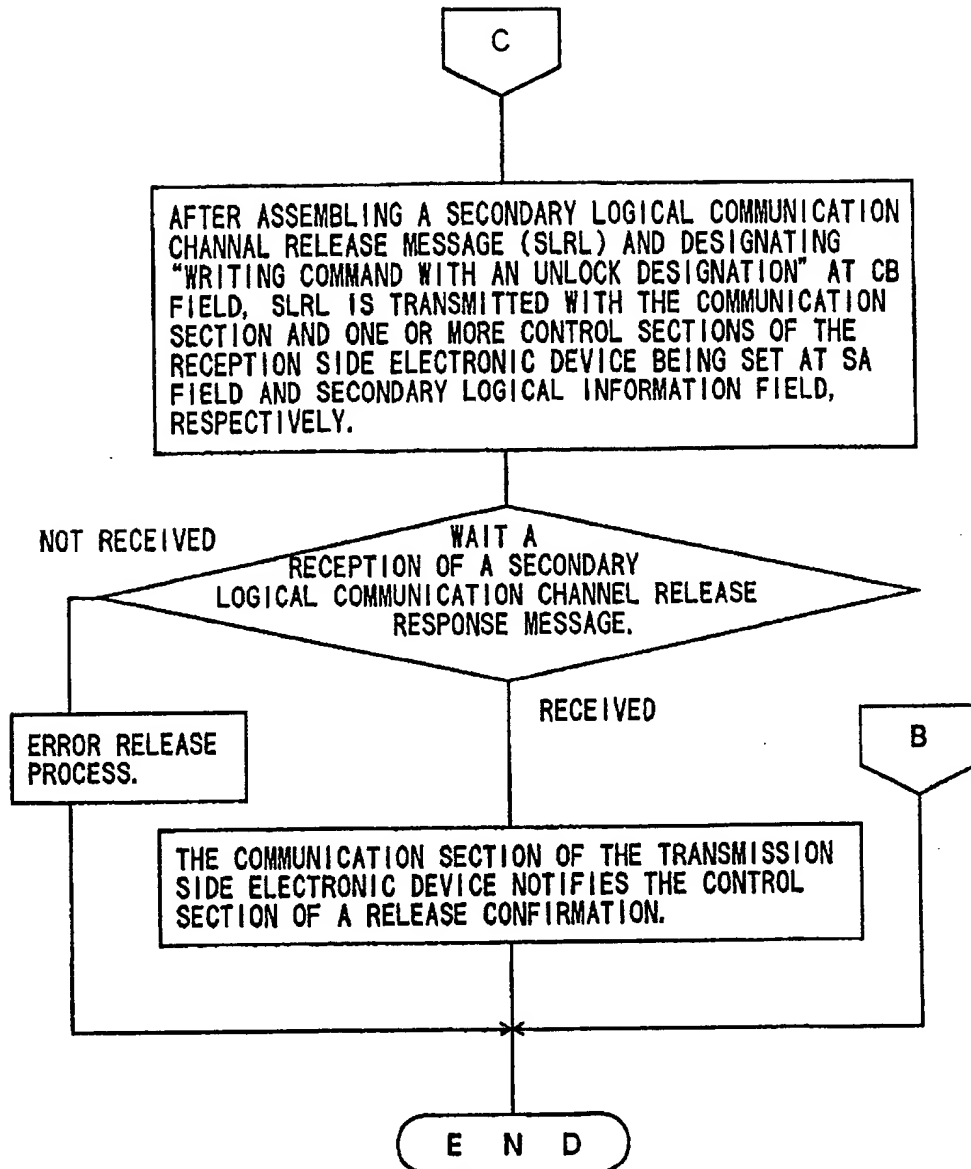 C
AFTER ASSEMBLING A SECONDARY LOGICAL COMMUNICATION
CHANNAL RELEASE MESSAGE (SLRL) AND DESIGNATING
"WRITING COMMAND WITH AN UNLOCK DESIGNATION" AT CB
FIELD, SLRL IS TRANSMITTED WITH THE COMMUNICATION
SECTION AND ONE OR MORE CONTROL SECTIONS OF THE
RECEPTION SIDE ELECTRONIC DEVICE BEING SET AT SA
FIELD AND SECONDARY LOGICAL INFORMATION FIELD,
RESPECTIVELY.
NOT RECEIVED
WAIT A
RECEPTION OF A SECONDARY
LOGICAL COMMUNICATION CHANNEL RELEASE
RESPONSE MESSAGE.
RECEIVED
ERROR RELEASE
PROCESS.
B
THE COMMUNICATION SECTION OF THE TRANSMISSION
SIDE ELECTRONIC DEVICE NOTIFIES THE CONTROL
SECTION OF A RELEASE CONFIRMATION.
E N D